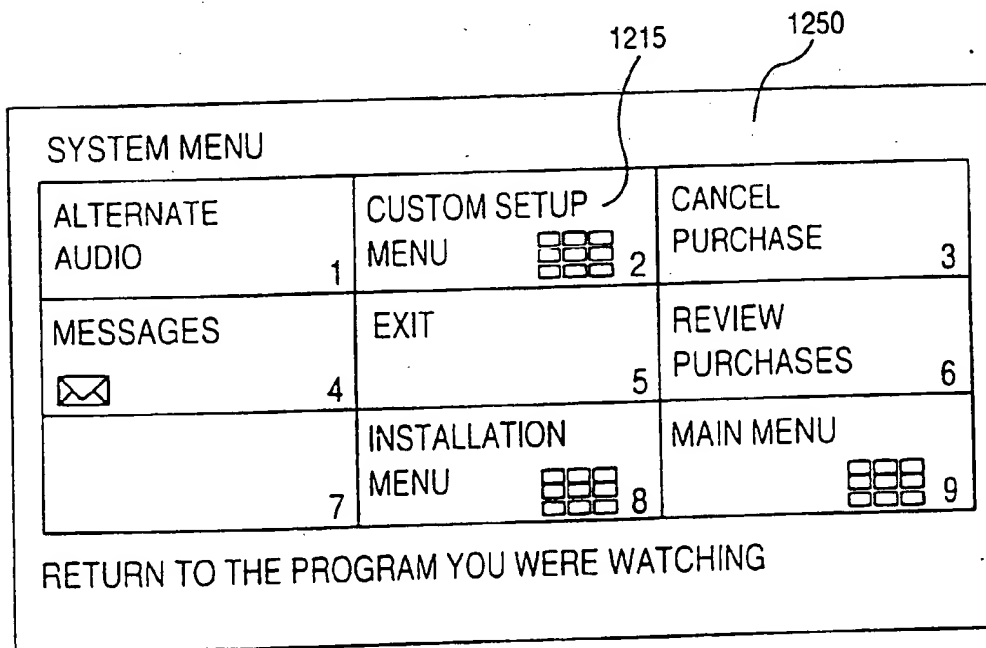 1215
1250
SYSTEM MENU
ALTERNATE
AUDIO
1
CUSTOM SETUP
MENU
2
CANCEL
PURCHASE
3
MESSAGES
4
EXIT
5
REVIEW
PURCHASES
6
7
INSTALLATION
MENU
8
MAIN MENU
9
RETURN TO THE PROGRAM YOU WERE WATCHING